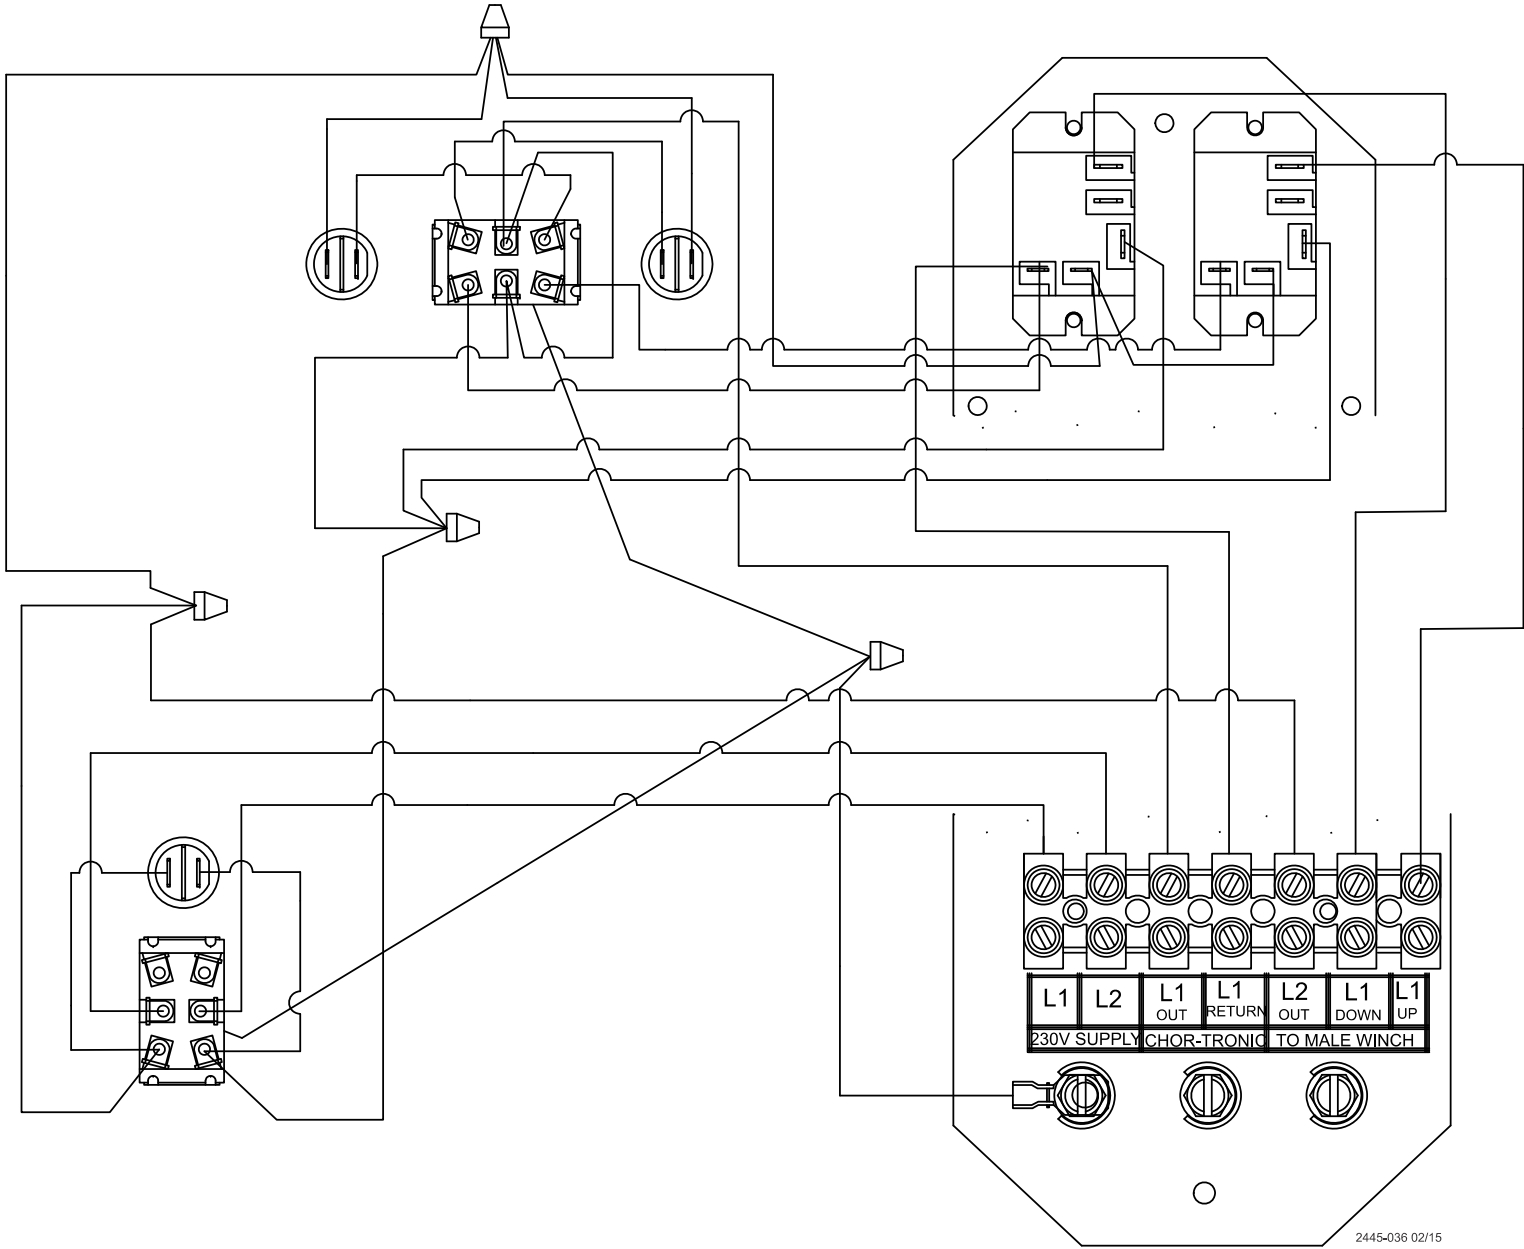 L1 L2 L1 L1 L2 L1 L1
OUT RETURN OUT DOWN UP
230V SUPPLY CHOR-TRONIC TO MALE WINCH
2445-036 02/15